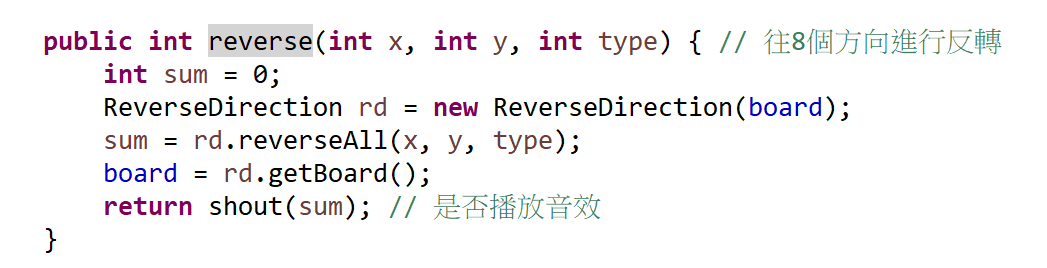 public int reverse(int x, int y, int type) { // 往8個方向進行反轉
    int sum = 0;
    ReverseDirection rd = new ReverseDirection(board);
    sum = rd.reverseAll(x, y, type);
    board = rd.getBoard();
    return shout(sum); // 是否播放音效
}